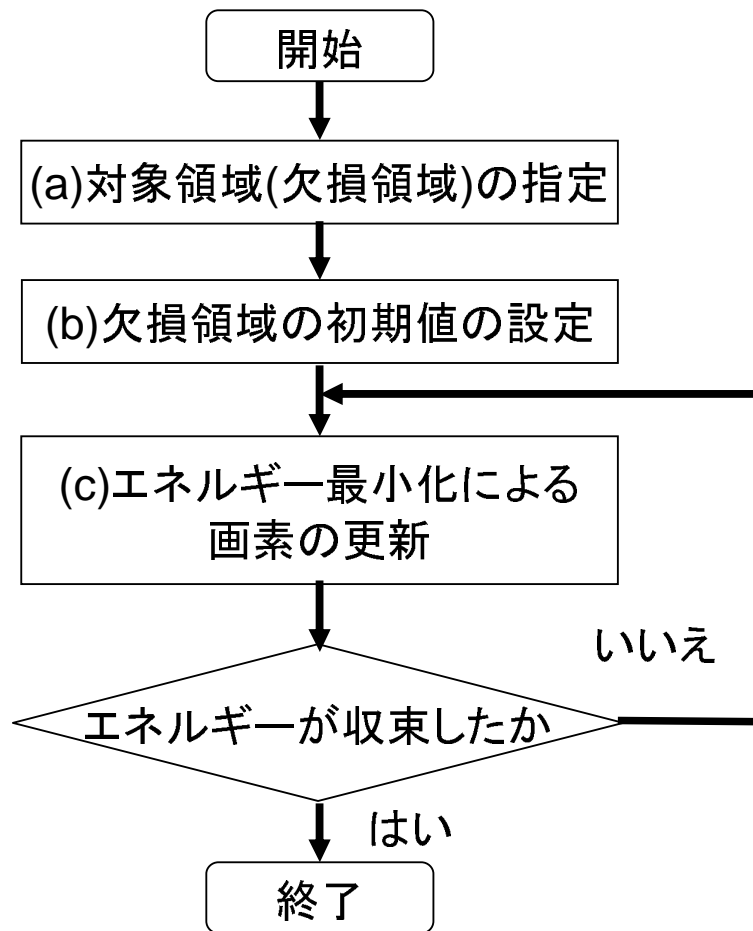 開始
(a)対象領域(欠損領域)の指定
(b)欠損領域の初期値の設定
(c)エネルギー最小化による
画素の更新
いいえ
エネルギーが収束したか
はい
終了